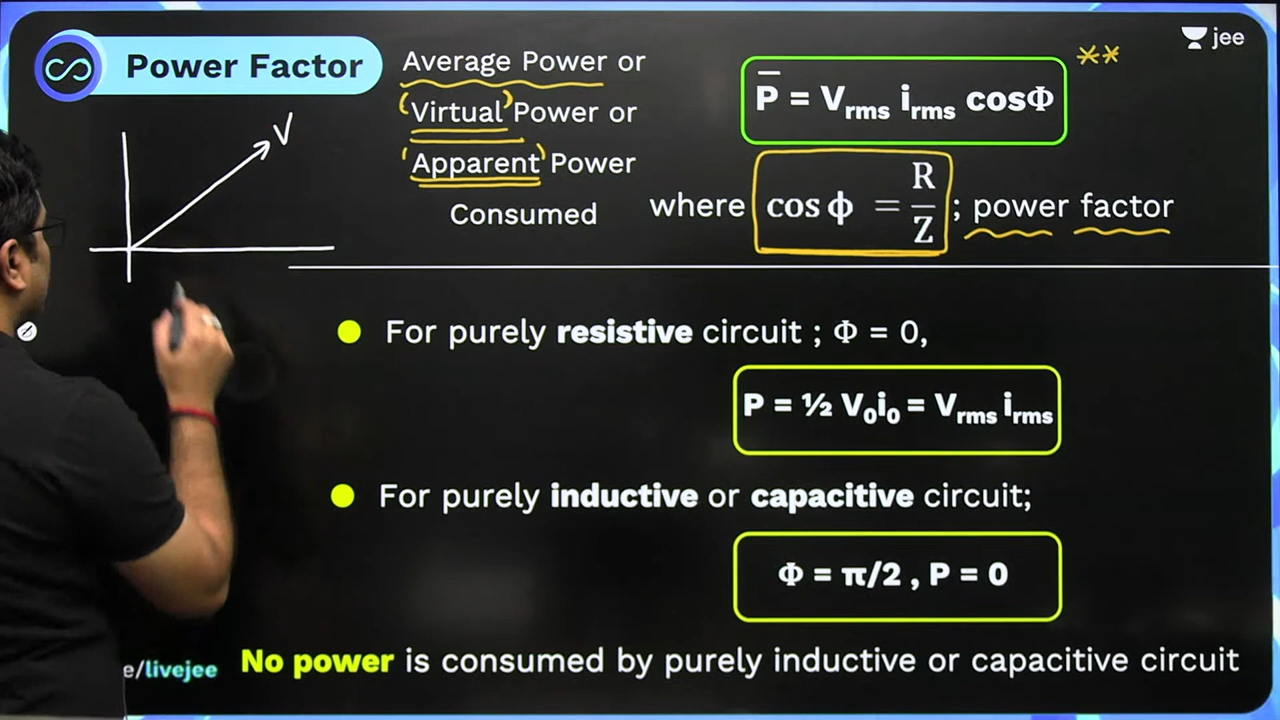 Power Factor
Average Power or
(Virtual) Power or
'Apparent' Power
Consumed
P̅ = Vrms irms cosΦ
**
where cos ϕ = R/Z ; power factor
jee
V
For purely resistive circuit ; Φ = 0,
P = ½ V₀i₀ = Vrms irms
For purely inductive or capacitive circuit;
Φ = π/2 , P = 0
e/livejee
No power is consumed by purely inductive or capacitive circuit